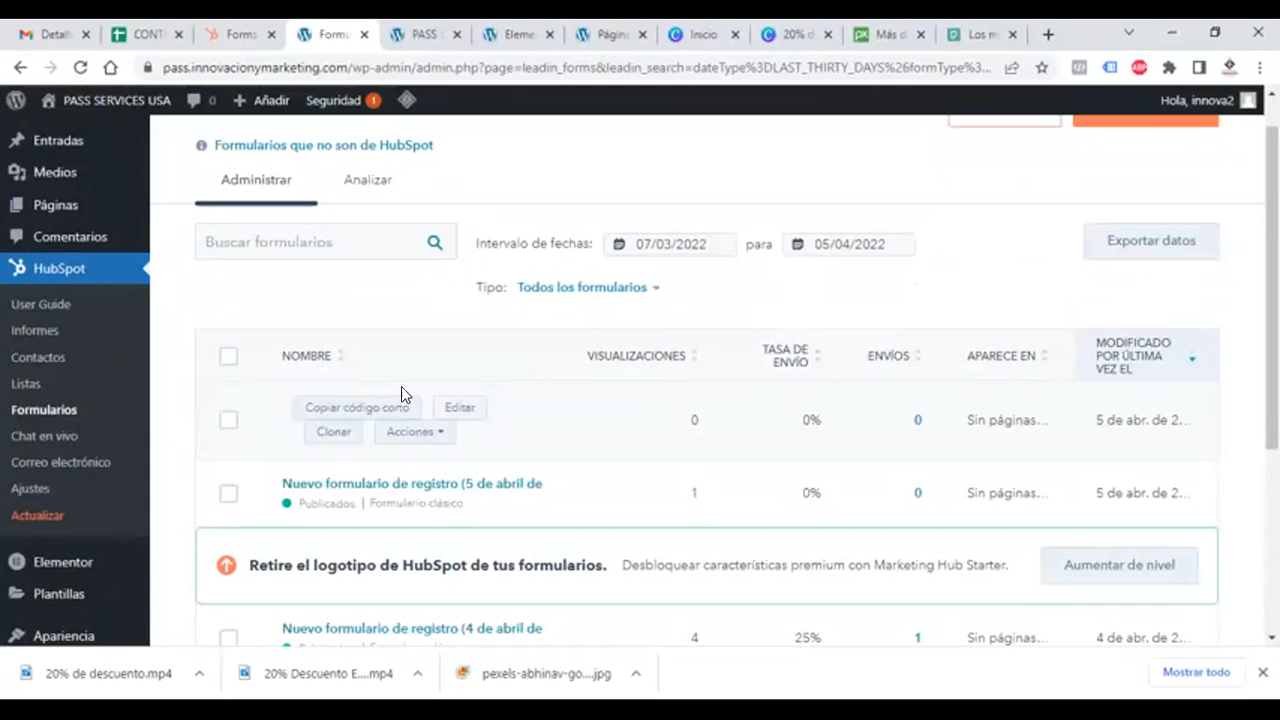 Detall
CONT
Forms
Formu
PASS
Eleme
Página
Inicio
20% d
Más d
Los m
pass.innovacionymarketing.com/wp-admin/admin.php?page=leadin_forms&leadin_search=dateType%3DLAST_THIRTY_DAYS%26formType%3...
PASS SERVICES USA
0
Añadir
Seguridad
Hola, innova2
Entradas
Medios
Páginas
Comentarios
HubSpot
User Guide
Informes
Contactos
Listas
Formularios
Chat en vivo
Correo electrónico
Ajustes
Actualizar
Elementor
Plantillas
Apariencia
Formularios que no son de HubSpot
Administrar
Analizar
Buscar formularios
Intervalo de fechas: 07/03/2022 para 05/04/2022
Exportar datos
Tipo: Todos los formularios
NOMBRE
VISUALIZACIONES
TASA DE
ENVÍO
ENVÍOS
APARECE EN
MODIFICADO
POR ÚLTIMA
VEZ EL
Copiar código corto
Editar
Clonar
Acciones
0
0%
0
Sin páginas...
5 de abr. de 2...
Nuevo formulario de registro (5 de abril de
Publicados | Formulario clásico
1
0%
0
Sin páginas...
5 de abr. de 2...
Retire el logotipo de HubSpot de tus formularios. Desbloquear características premium con Marketing Hub Starter.
Aumentar de nivel
Nuevo formulario de registro (4 de abril de
4
25%
1
Sin páginas...
4 de abr. de 2...
20% de descuento.mp4
20% Descuento E....mp4
pexels-abhinav-go....jpg
Mostrar todo